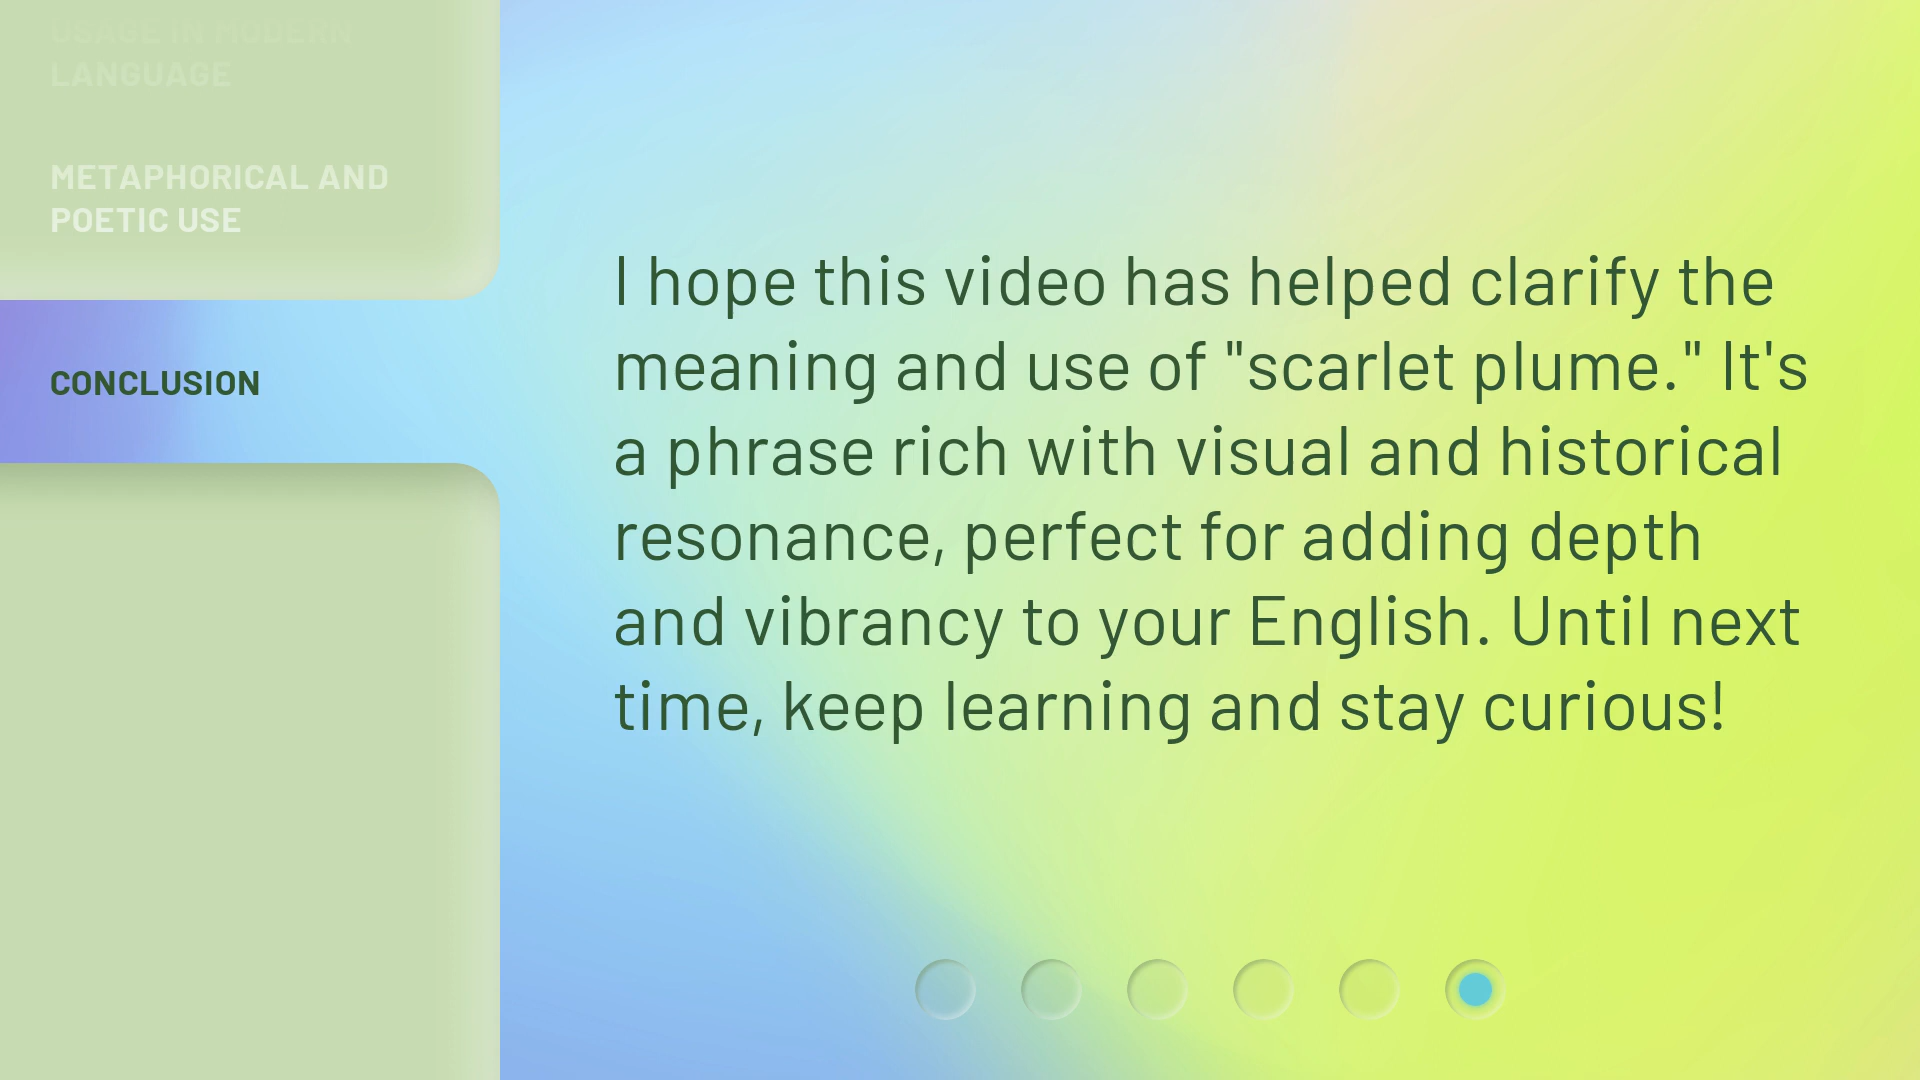 USAGE IN MODERN
LANGUAGE
METAPHORICAL AND
POETIC USE
CONCLUSION
I hope this video has helped clarify the
meaning and use of "scarlet plume." It's
a phrase rich with visual and historical
resonance, perfect for adding depth
and vibrancy to your English. Until next
time, keep learning and stay curious!